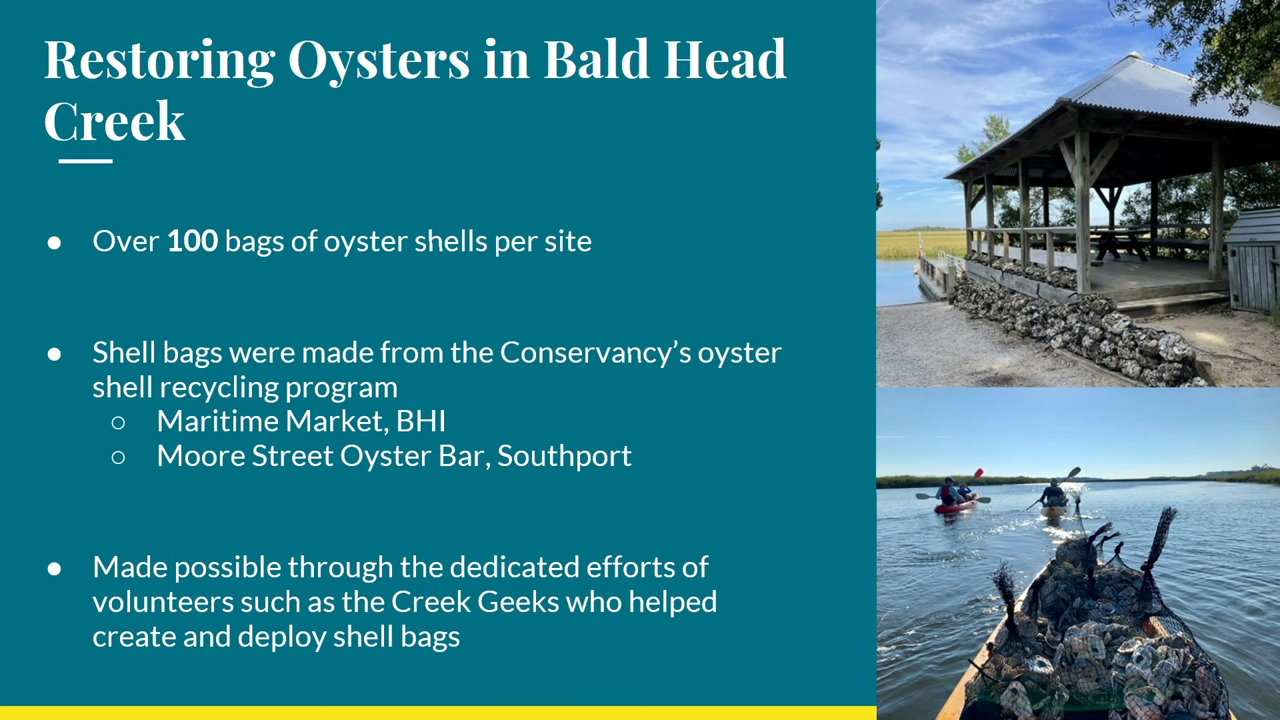 Restoring Oysters in Bald Head
Creek
● Over 100 bags of oyster shells per site
● Shell bags were made from the Conservancy’s oyster
shell recycling program
○ Maritime Market, BHI
○ Moore Street Oyster Bar, Southport
● Made possible through the dedicated efforts of
volunteers such as the Creek Geeks who helped
create and deploy shell bags